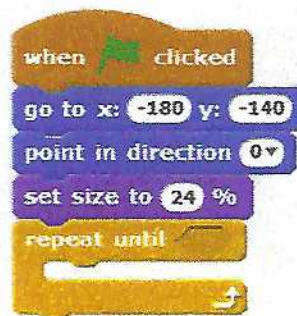 when clicked
go to x: -180 y: -140
point in direction 0
set size to 24 %
repeat until